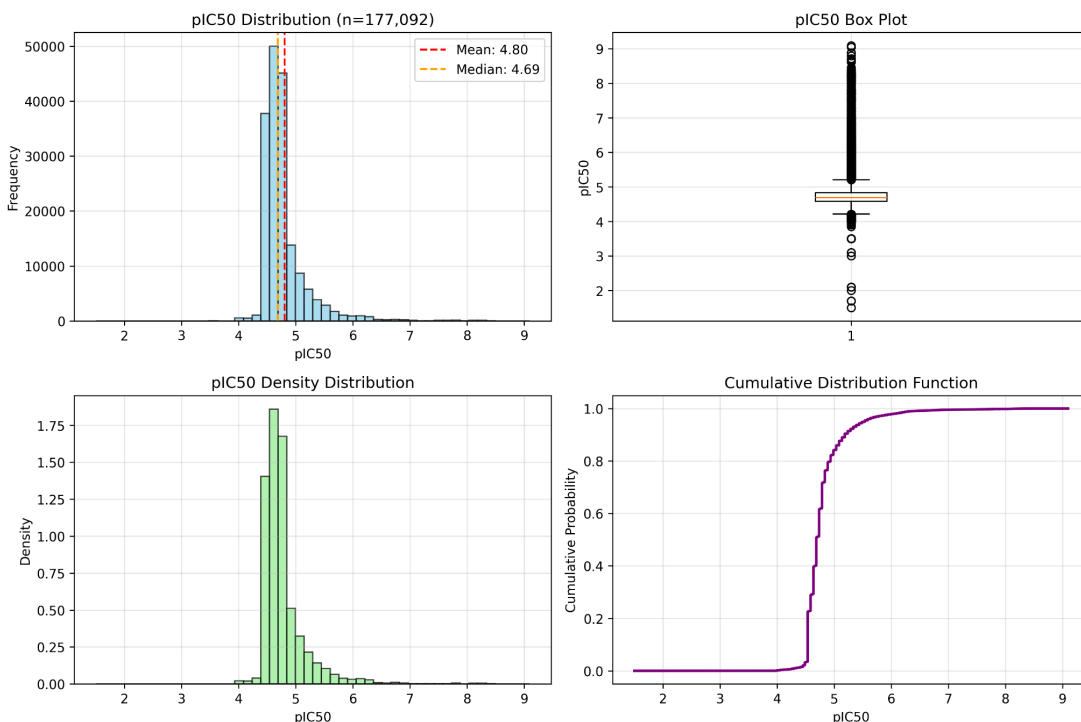 pIC50 Distribution (n=177,092)
Frequency
50000
40000
30000
20000
10000
0
Mean: 4.80
Median: 4.69
2 3 4 5 6 7 8 9
pIC50
pIC50 Box Plot
pIC50
9
8
7
6
5
4
3
2
1
pIC50 Density Distribution
Density
1.75
1.50
1.25
1.00
0.75
0.50
0.25
0.00
2 3 4 5 6 7 8 9
pIC50
Cumulative Distribution Function
Cumulative Probability
1.0
0.8
0.6
0.4
0.2
0.0
2 3 4 5 6 7 8 9
pIC50